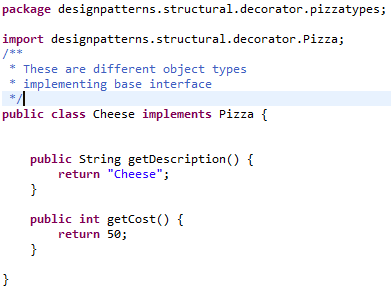 package designpatterns.structural.decorator.pizzatypes;
import designpatterns.structural.decorator.Pizza;
/**
 * These are different object types
 * implementing base interface
 */
public class Cheese implements Pizza {
    public String getDescription() {
        return "Cheese";
    }
    public int getCost() {
        return 50;
    }
}